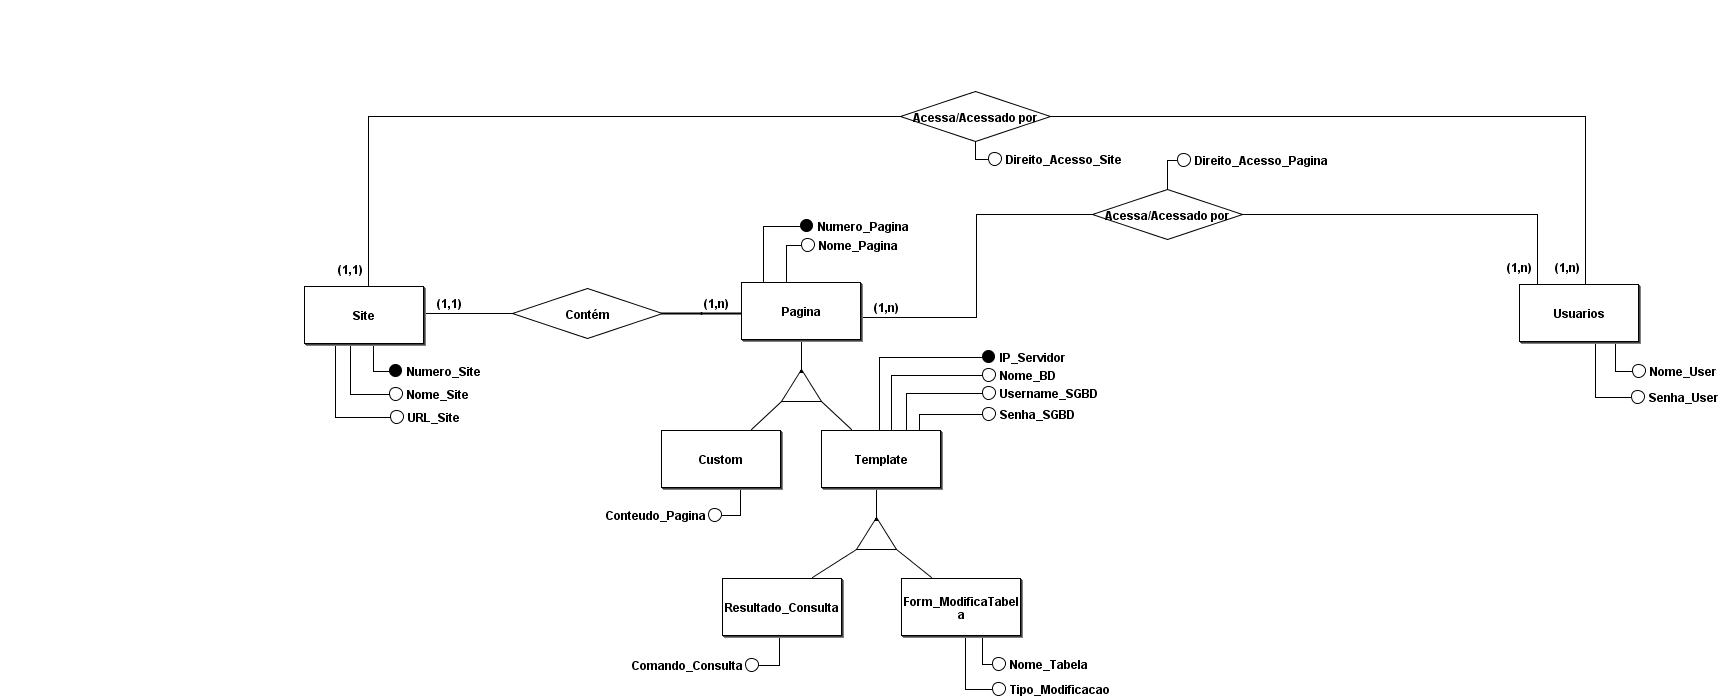 Acessa/Acessado por
Direito_Acesso_Site
Direito_Acesso_Pagina
Acessa/Acessado por
Numero_Pagina
Nome_Pagina
(1,1)
(1,n)
(1,n)
(1,1)
(1,n)
(1,n)
Site
Contém
Pagina
Usuarios
Numero_Site
Nome_Site
URL_Site
IP_Servidor
Nome_BD
Username_SGBD
Senha_SGBD
Nome_User
Senha_User
Custom
Template
Conteudo_Pagina
Resultado_Consulta
Form_ModificaTabel
a
Comando_Consulta
Nome_Tabela
Tipo_Modificacao